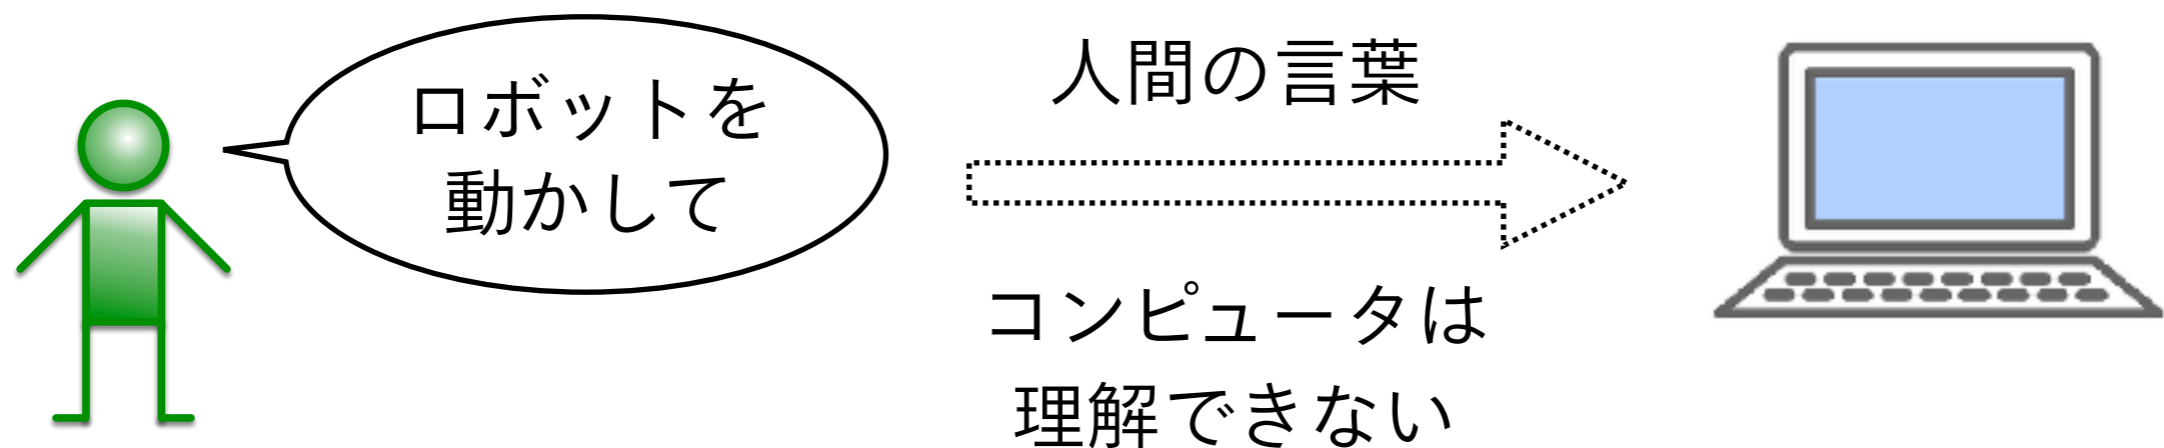 ロボットを
動かして
人間の言葉
コンピュータは
理解できない